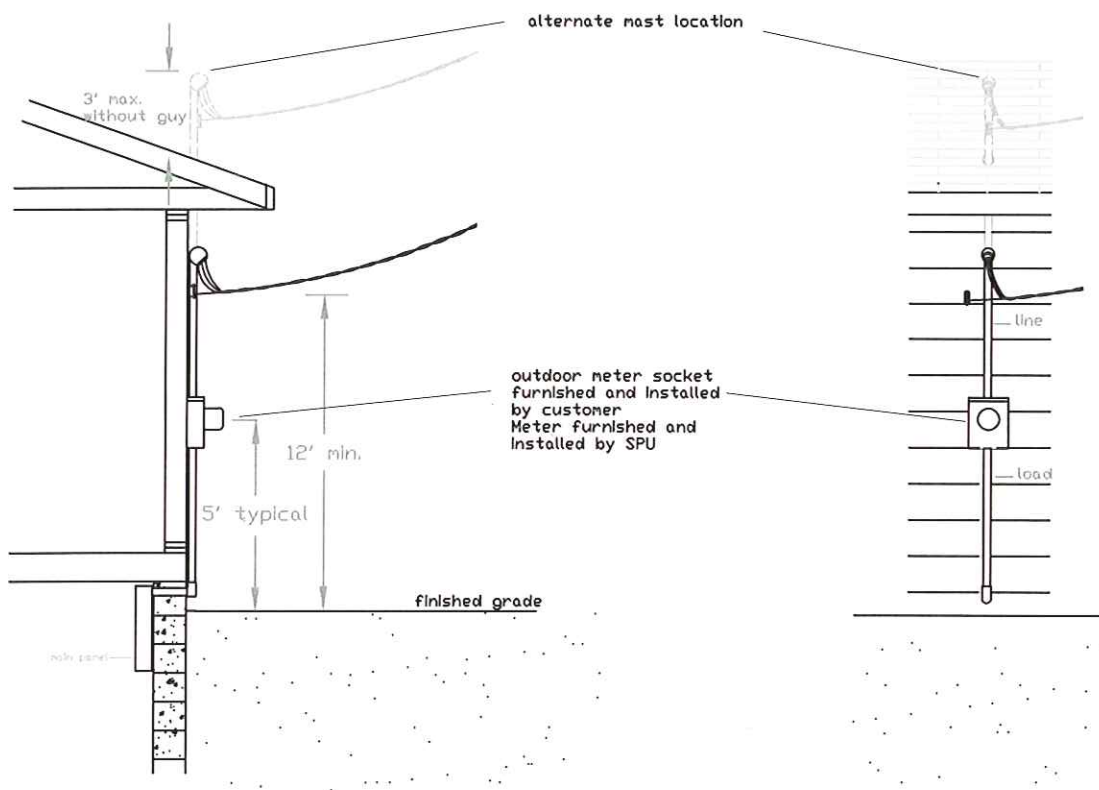 alternate mast location
3' max.
without guy
line
outdoor meter socket
furnished and installed
by customer
Meter furnished and
installed by SPU
12' min.
load
5' typical
finished grade
main panel